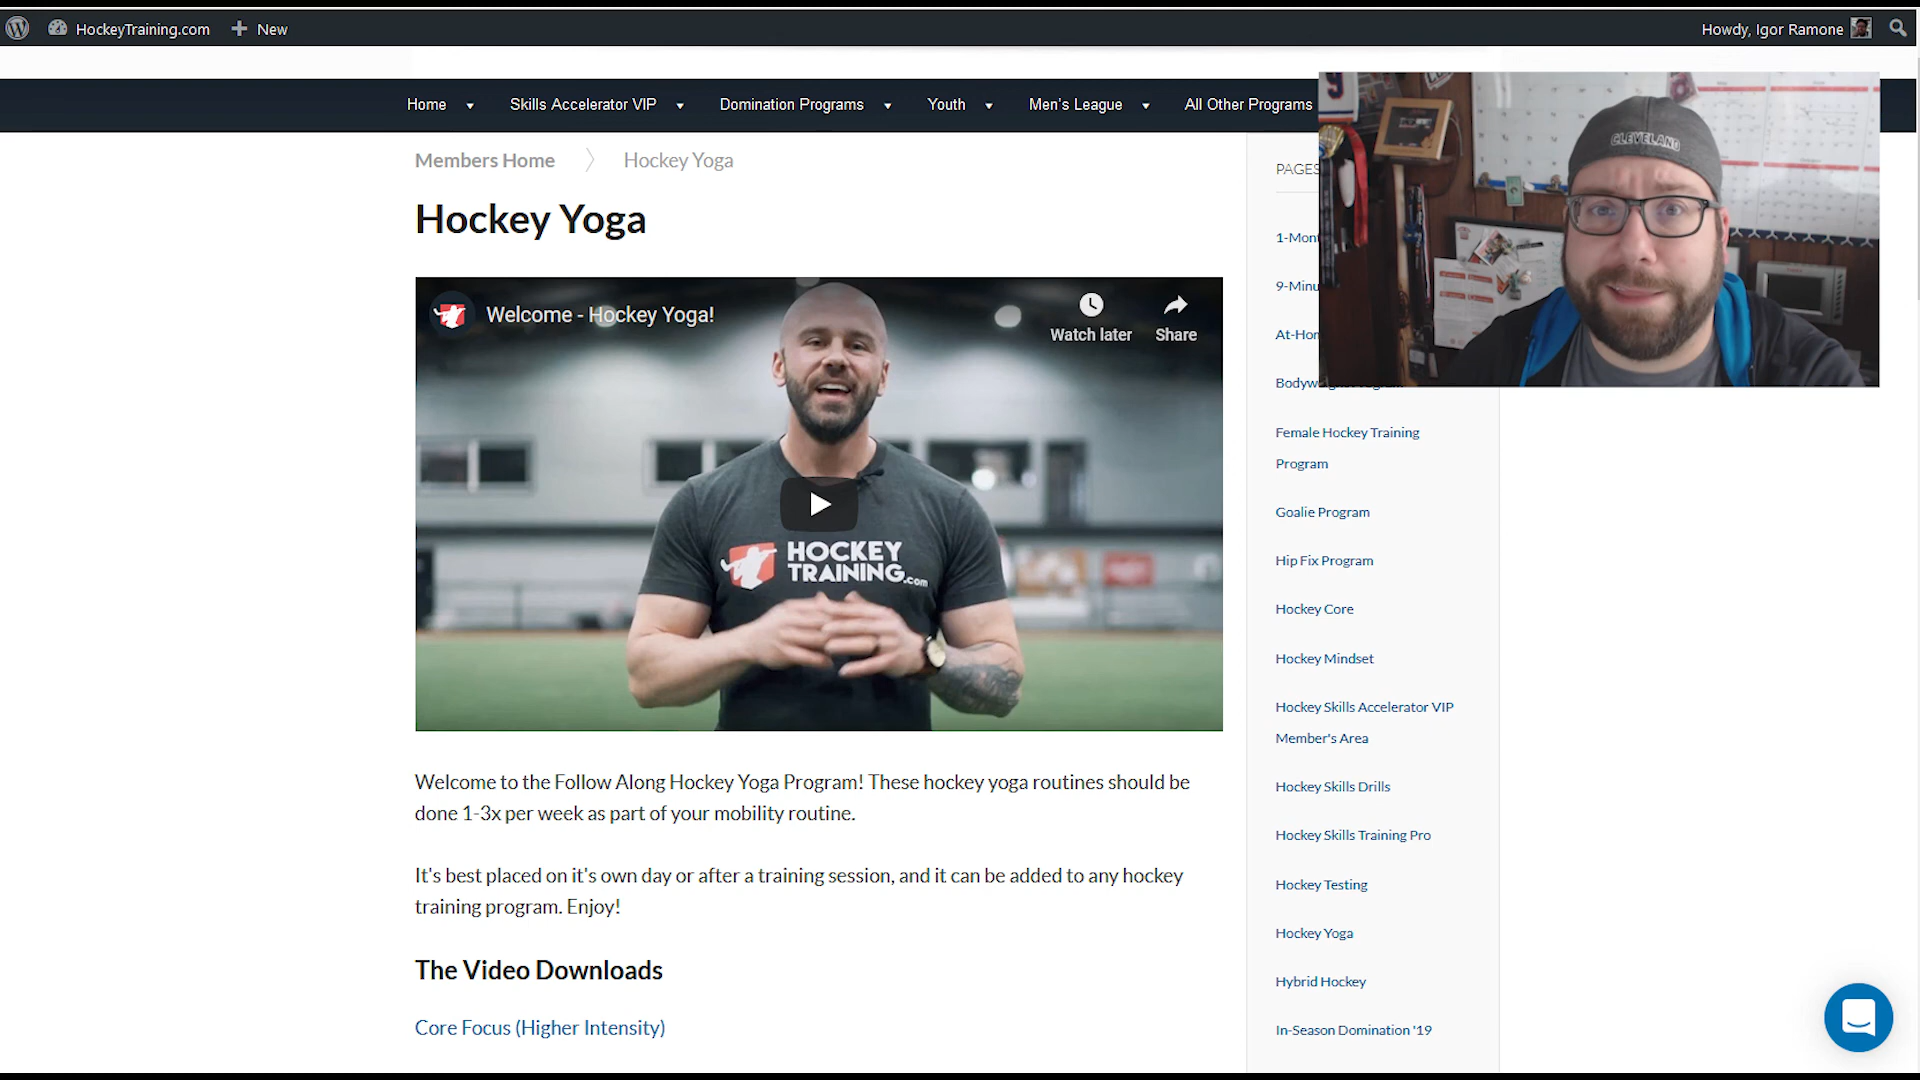 HockeyTraining.com
New
Howdy, Igor Ramone
Home
Skills Accelerator VIP
Domination Programs
Youth
Men's League
All Other Programs
Members Home
Hockey Yoga
Hockey Yoga
Welcome - Hockey Yoga!
Watch later
Share
HOCKEY
TRAINING.com
CLEVELAND
Welcome to the Follow Along Hockey Yoga Program! These hockey yoga routines should be
done 1-3x per week as part of your mobility routine.
It's best placed on it's own day or after a training session, and it can be added to any hockey
training program. Enjoy!
The Video Downloads
Core Focus (Higher Intensity)
PAGES
Female Hockey Training
Program
Goalie Program
Hip Fix Program
Hockey Core
Hockey Mindset
Hockey Skills Accelerator VIP
Member's Area
Hockey Skills Drills
Hockey Skills Training Pro
Hockey Testing
Hockey Yoga
Hybrid Hockey
In-Season Domination '19